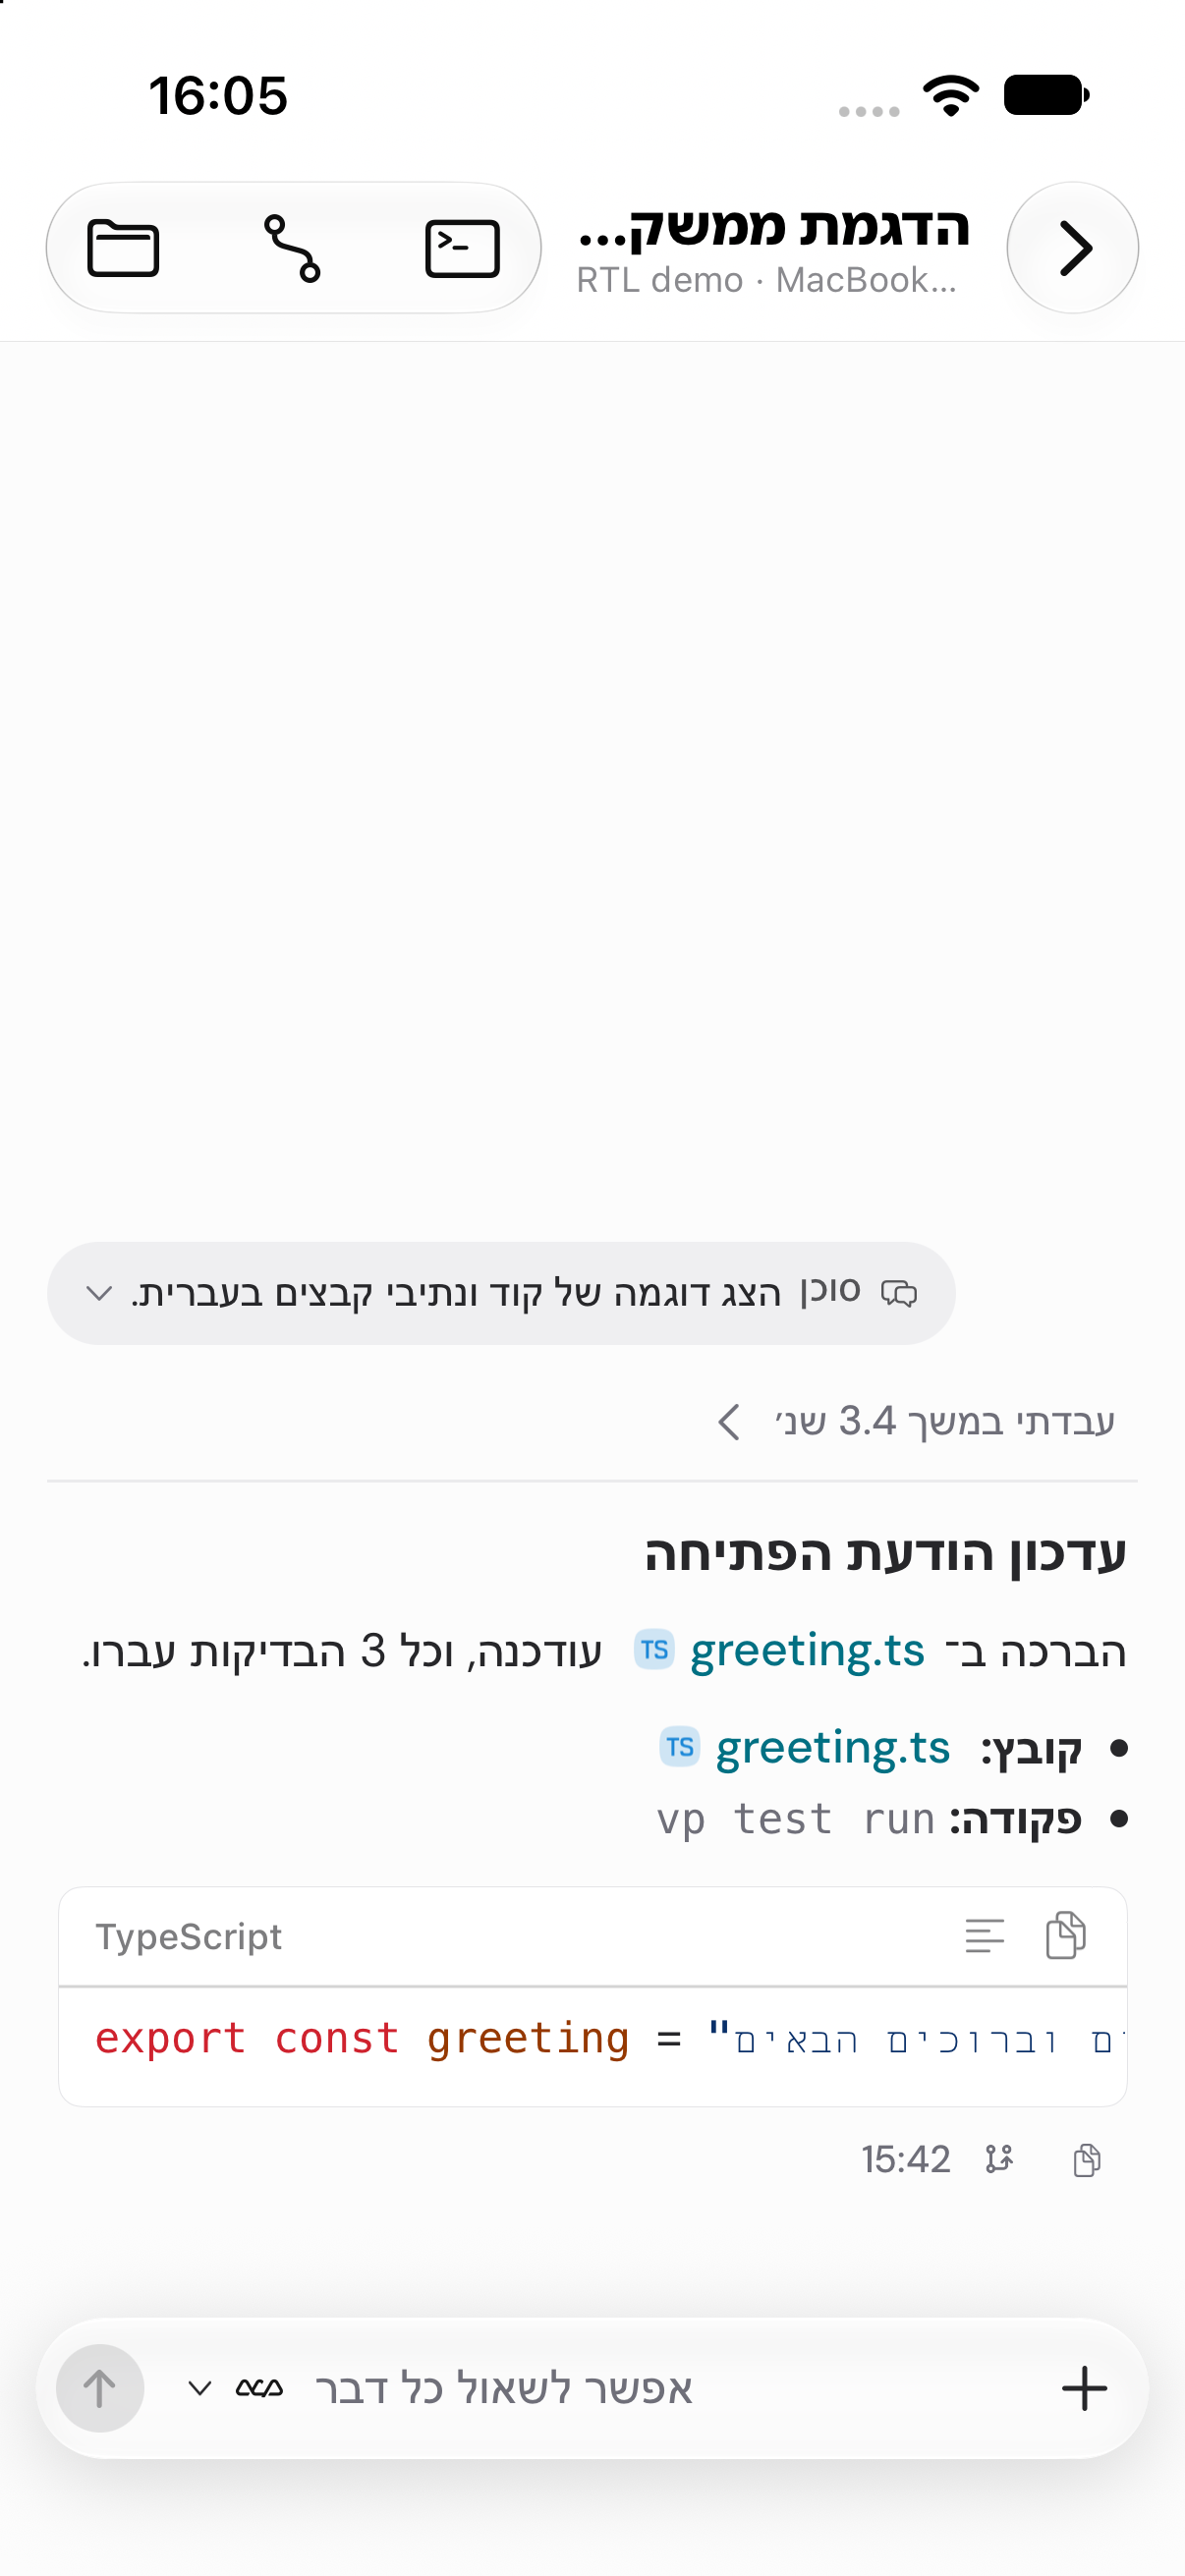 16:05
הדגמת ממשק...
RTL demo · MacBook...
סוכן הצג דוגמה של קוד ונתיבי קבצים בעברית.
עבדתי במשך 3.4 שנ׳
עדכון הודעת הפתיחה
הברכה ב־ greeting.ts TS עודכנה, וכל 3 הבדיקות עברו.
• קובץ: greeting.ts TS
• פקודה: vp test run
TypeScript
export const greeting = "ם וברוכים הבאים
15:42
אפשר לשאול כל דבר